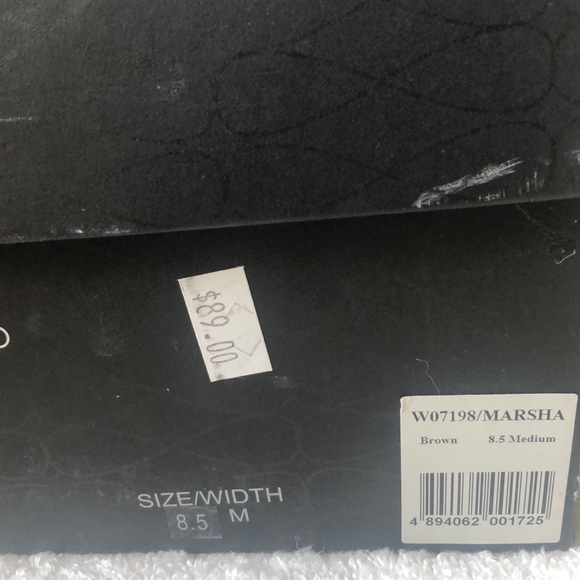 $89.00
W07198/MARSHA
Brown 8.5 Medium
4 894062 001725
SIZE/WIDTH
8.5 M